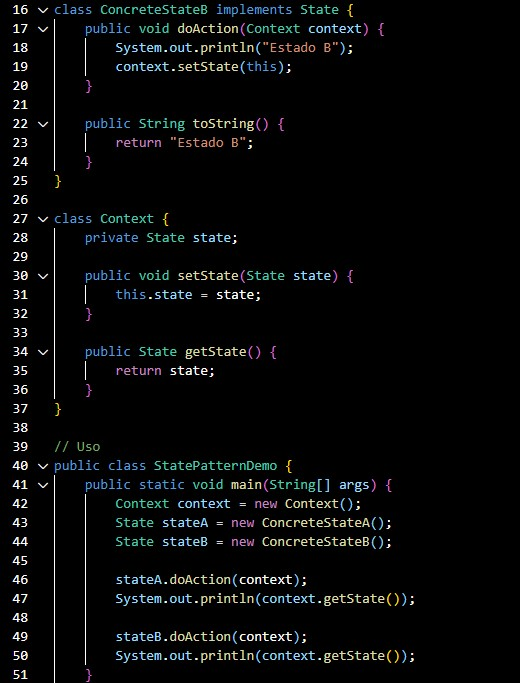 16 class ConcreteStateB implements State {
17     public void doAction(Context context) {
18         System.out.println("Estado B");
19         context.setState(this);
20     }
21
22     public String toString() {
23         return "Estado B";
24     }
25 }
26
27 class Context {
28     private State state;
29
30     public void setState(State state) {
31         this.state = state;
32     }
33
34     public State getState() {
35         return state;
36     }
37 }
38
39 // Uso
40 public class StatePatternDemo {
41     public static void main(String[] args) {
42         Context context = new Context();
43         State stateA = new ConcreteStateA();
44         State stateB = new ConcreteStateB();
45
46         stateA.doAction(context);
47         System.out.println(context.getState());
48
49         stateB.doAction(context);
50         System.out.println(context.getState());
51     }